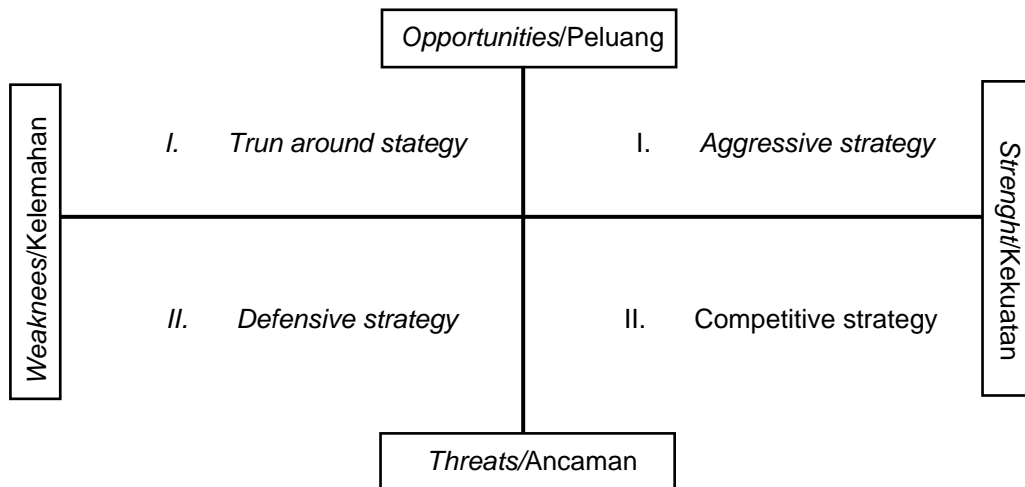 Opportunities/Peluang
I. Trun around stategy
I. Aggressive strategy
Weaknees/Kelemahan
Strenght/Kekuatan
II. Defensive strategy
II. Competitive strategy
Threats/Ancaman